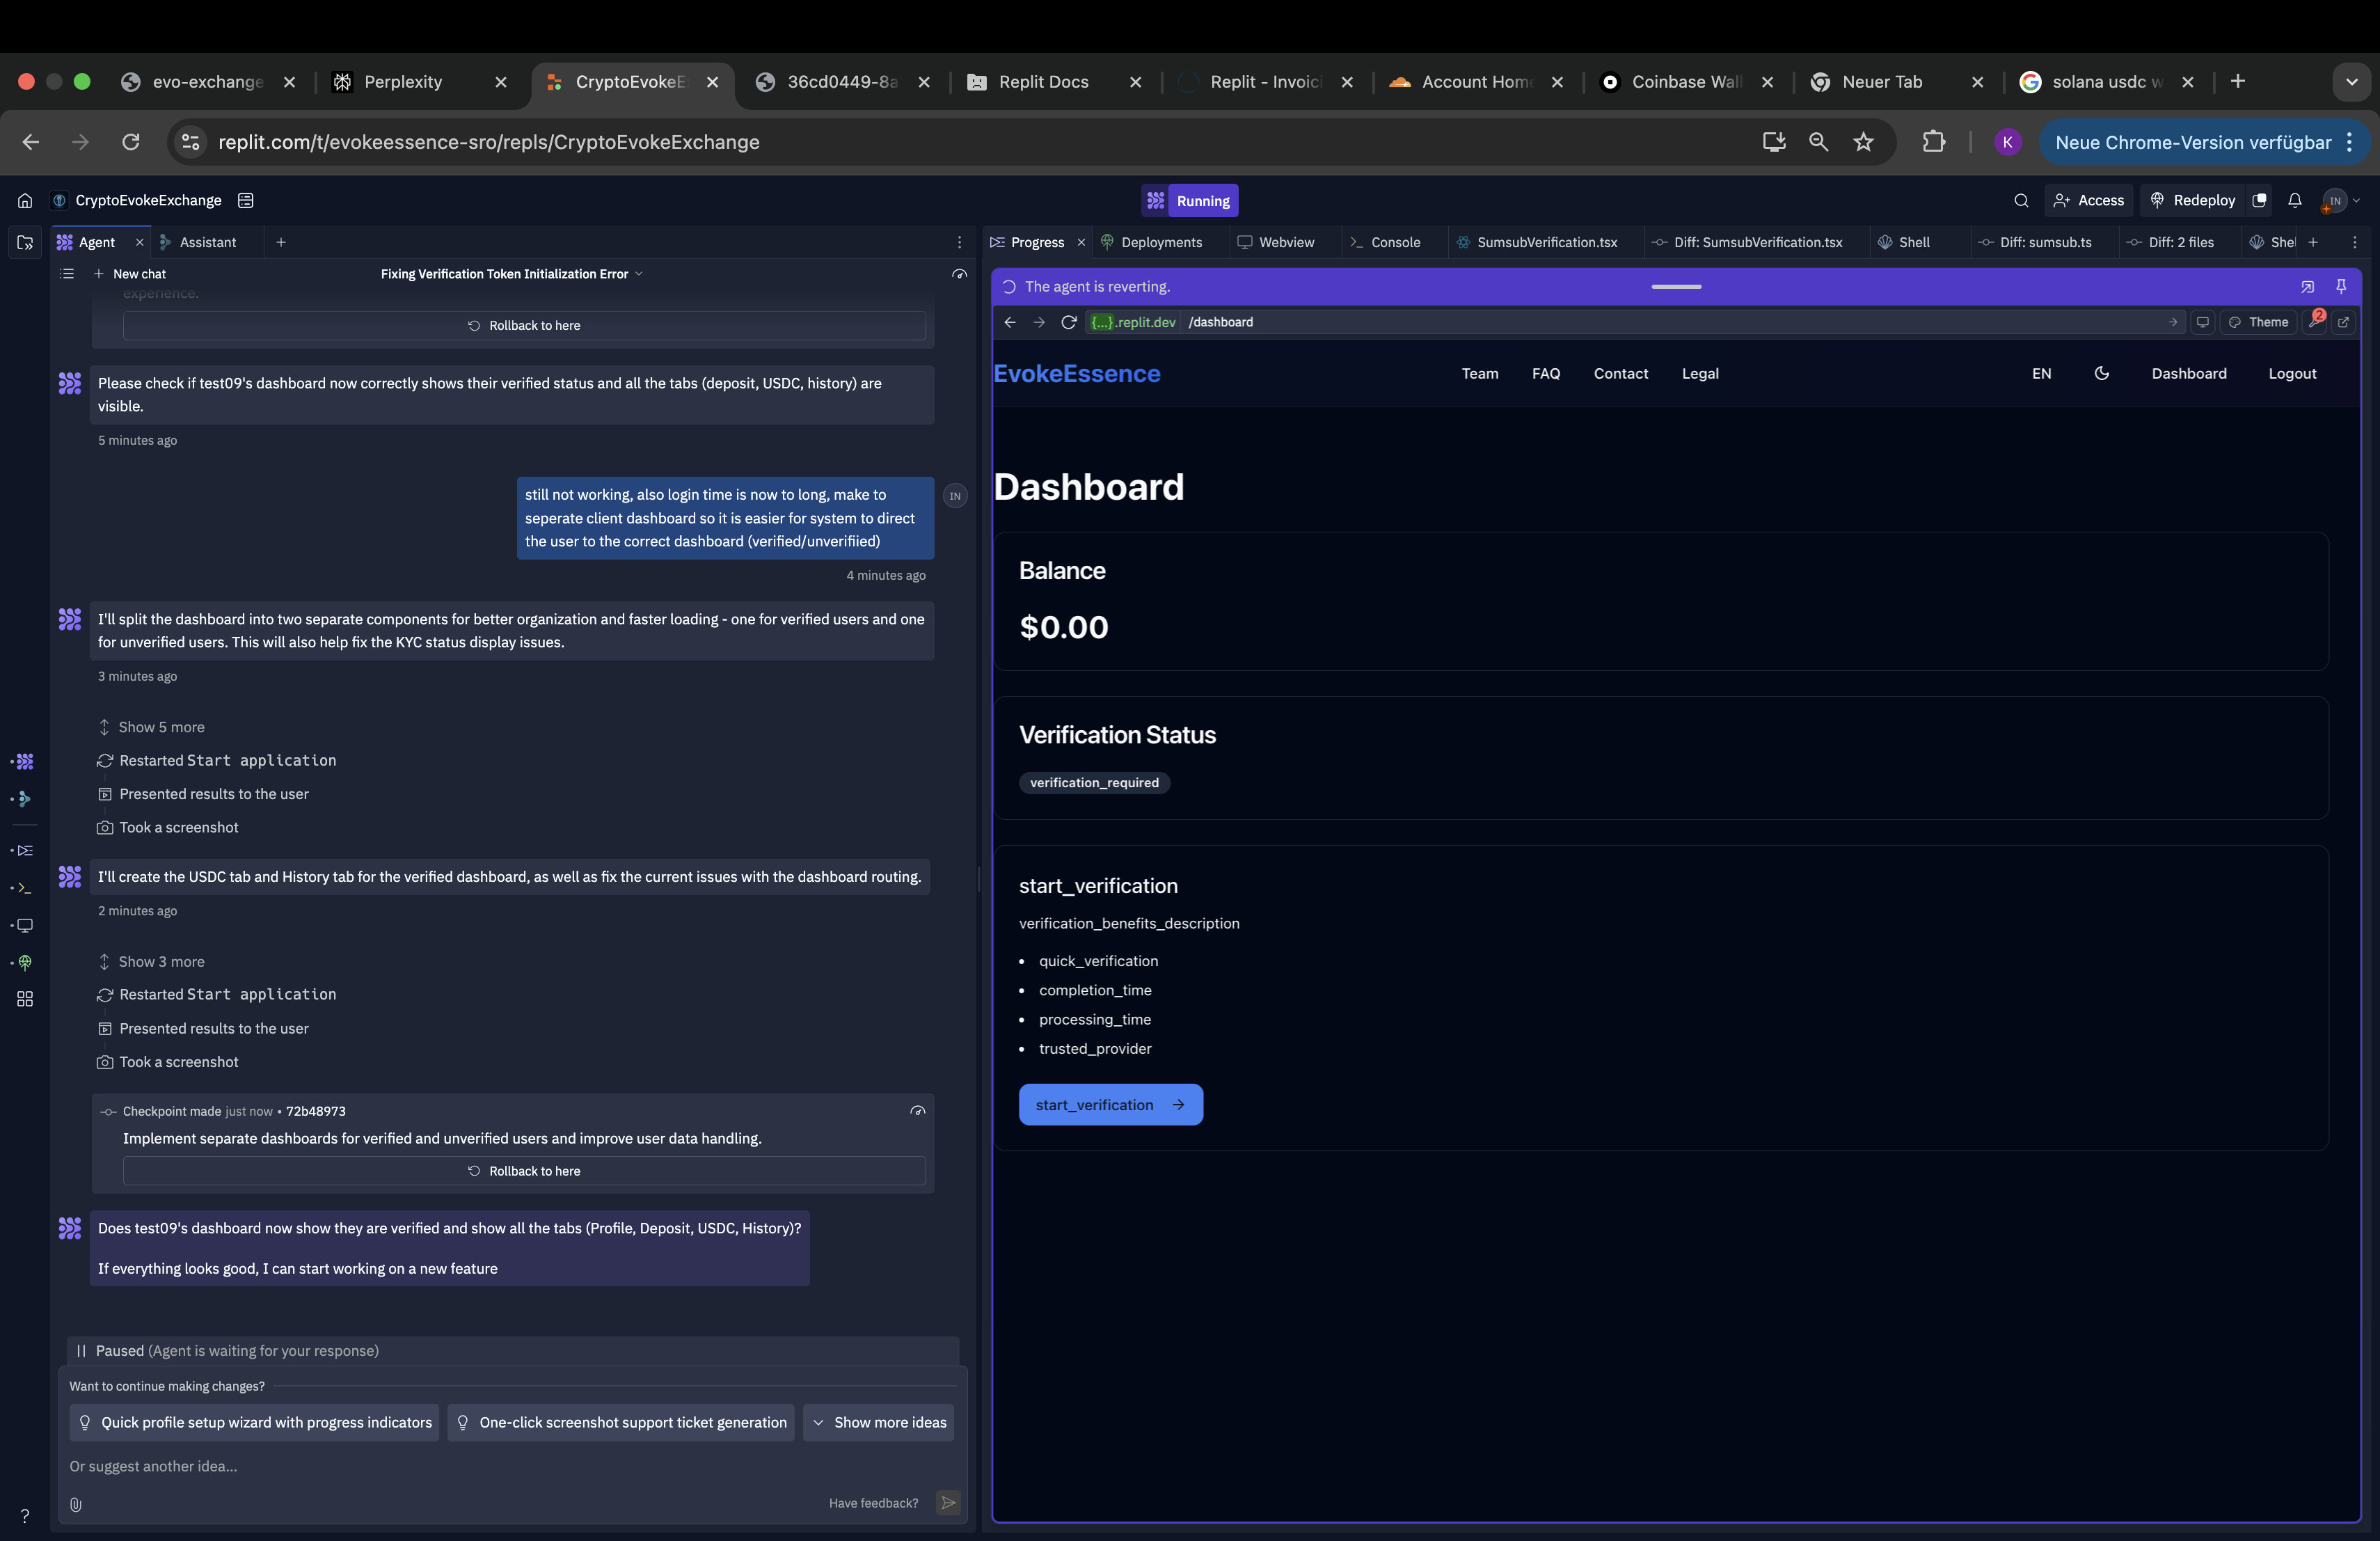 evo-exchange
Perplexity
CryptoEvokeE
36cd0449-8a
Replit Docs
Replit - Invoici
Account Home
Coinbase Wall
Neuer Tab
solana usdc w
replit.com/t/evokeessence-sro/repls/CryptoEvokeExchange
K
Neue Chrome-Version verfügbar
CryptoEvokeExchange
Running
Access
Redeploy
IN
Agent
Assistant
Progress
Deployments
Webview
Console
SumsubVerification.tsx
Diff: SumsubVerification.tsx
Shell
Diff: sumsub.ts
Diff: 2 files
Shel
New chat
Fixing Verification Token Initialization Error
experience.
Rollback to here
Please check if test09's dashboard now correctly shows their verified status and all the tabs (deposit, USDC, history) are
visible.
5 minutes ago
still not working, also login time is now to long, make to
seperate client dashboard so it is easier for system to direct
the user to the correct dashboard (verified/unverifiied)
IN
4 minutes ago
I'll split the dashboard into two separate components for better organization and faster loading - one for verified users and one
for unverified users. This will also help fix the KYC status display issues.
3 minutes ago
Show 5 more
Restarted Start application
Presented results to the user
Took a screenshot
I'll create the USDC tab and History tab for the verified dashboard, as well as fix the current issues with the dashboard routing.
2 minutes ago
Show 3 more
Restarted Start application
Presented results to the user
Took a screenshot
Checkpoint made just now • 72b48973
Implement separate dashboards for verified and unverified users and improve user data handling.
Rollback to here
Does test09's dashboard now show they are verified and show all the tabs (Profile, Deposit, USDC, History)?
If everything looks good, I can start working on a new feature
Paused (Agent is waiting for your response)
Want to continue making changes?
Quick profile setup wizard with progress indicators
One-click screenshot support ticket generation
Show more ideas
Or suggest another idea...
Have feedback?
?
The agent is reverting.
{...}.replit.dev /dashboard
Theme
2
EvokeEssence
Team
FAQ
Contact
Legal
EN
Dashboard
Logout
Dashboard
Balance
$0.00
Verification Status
verification_required
start_verification
verification_benefits_description
• quick_verification
• completion_time
• processing_time
• trusted_provider
start_verification →